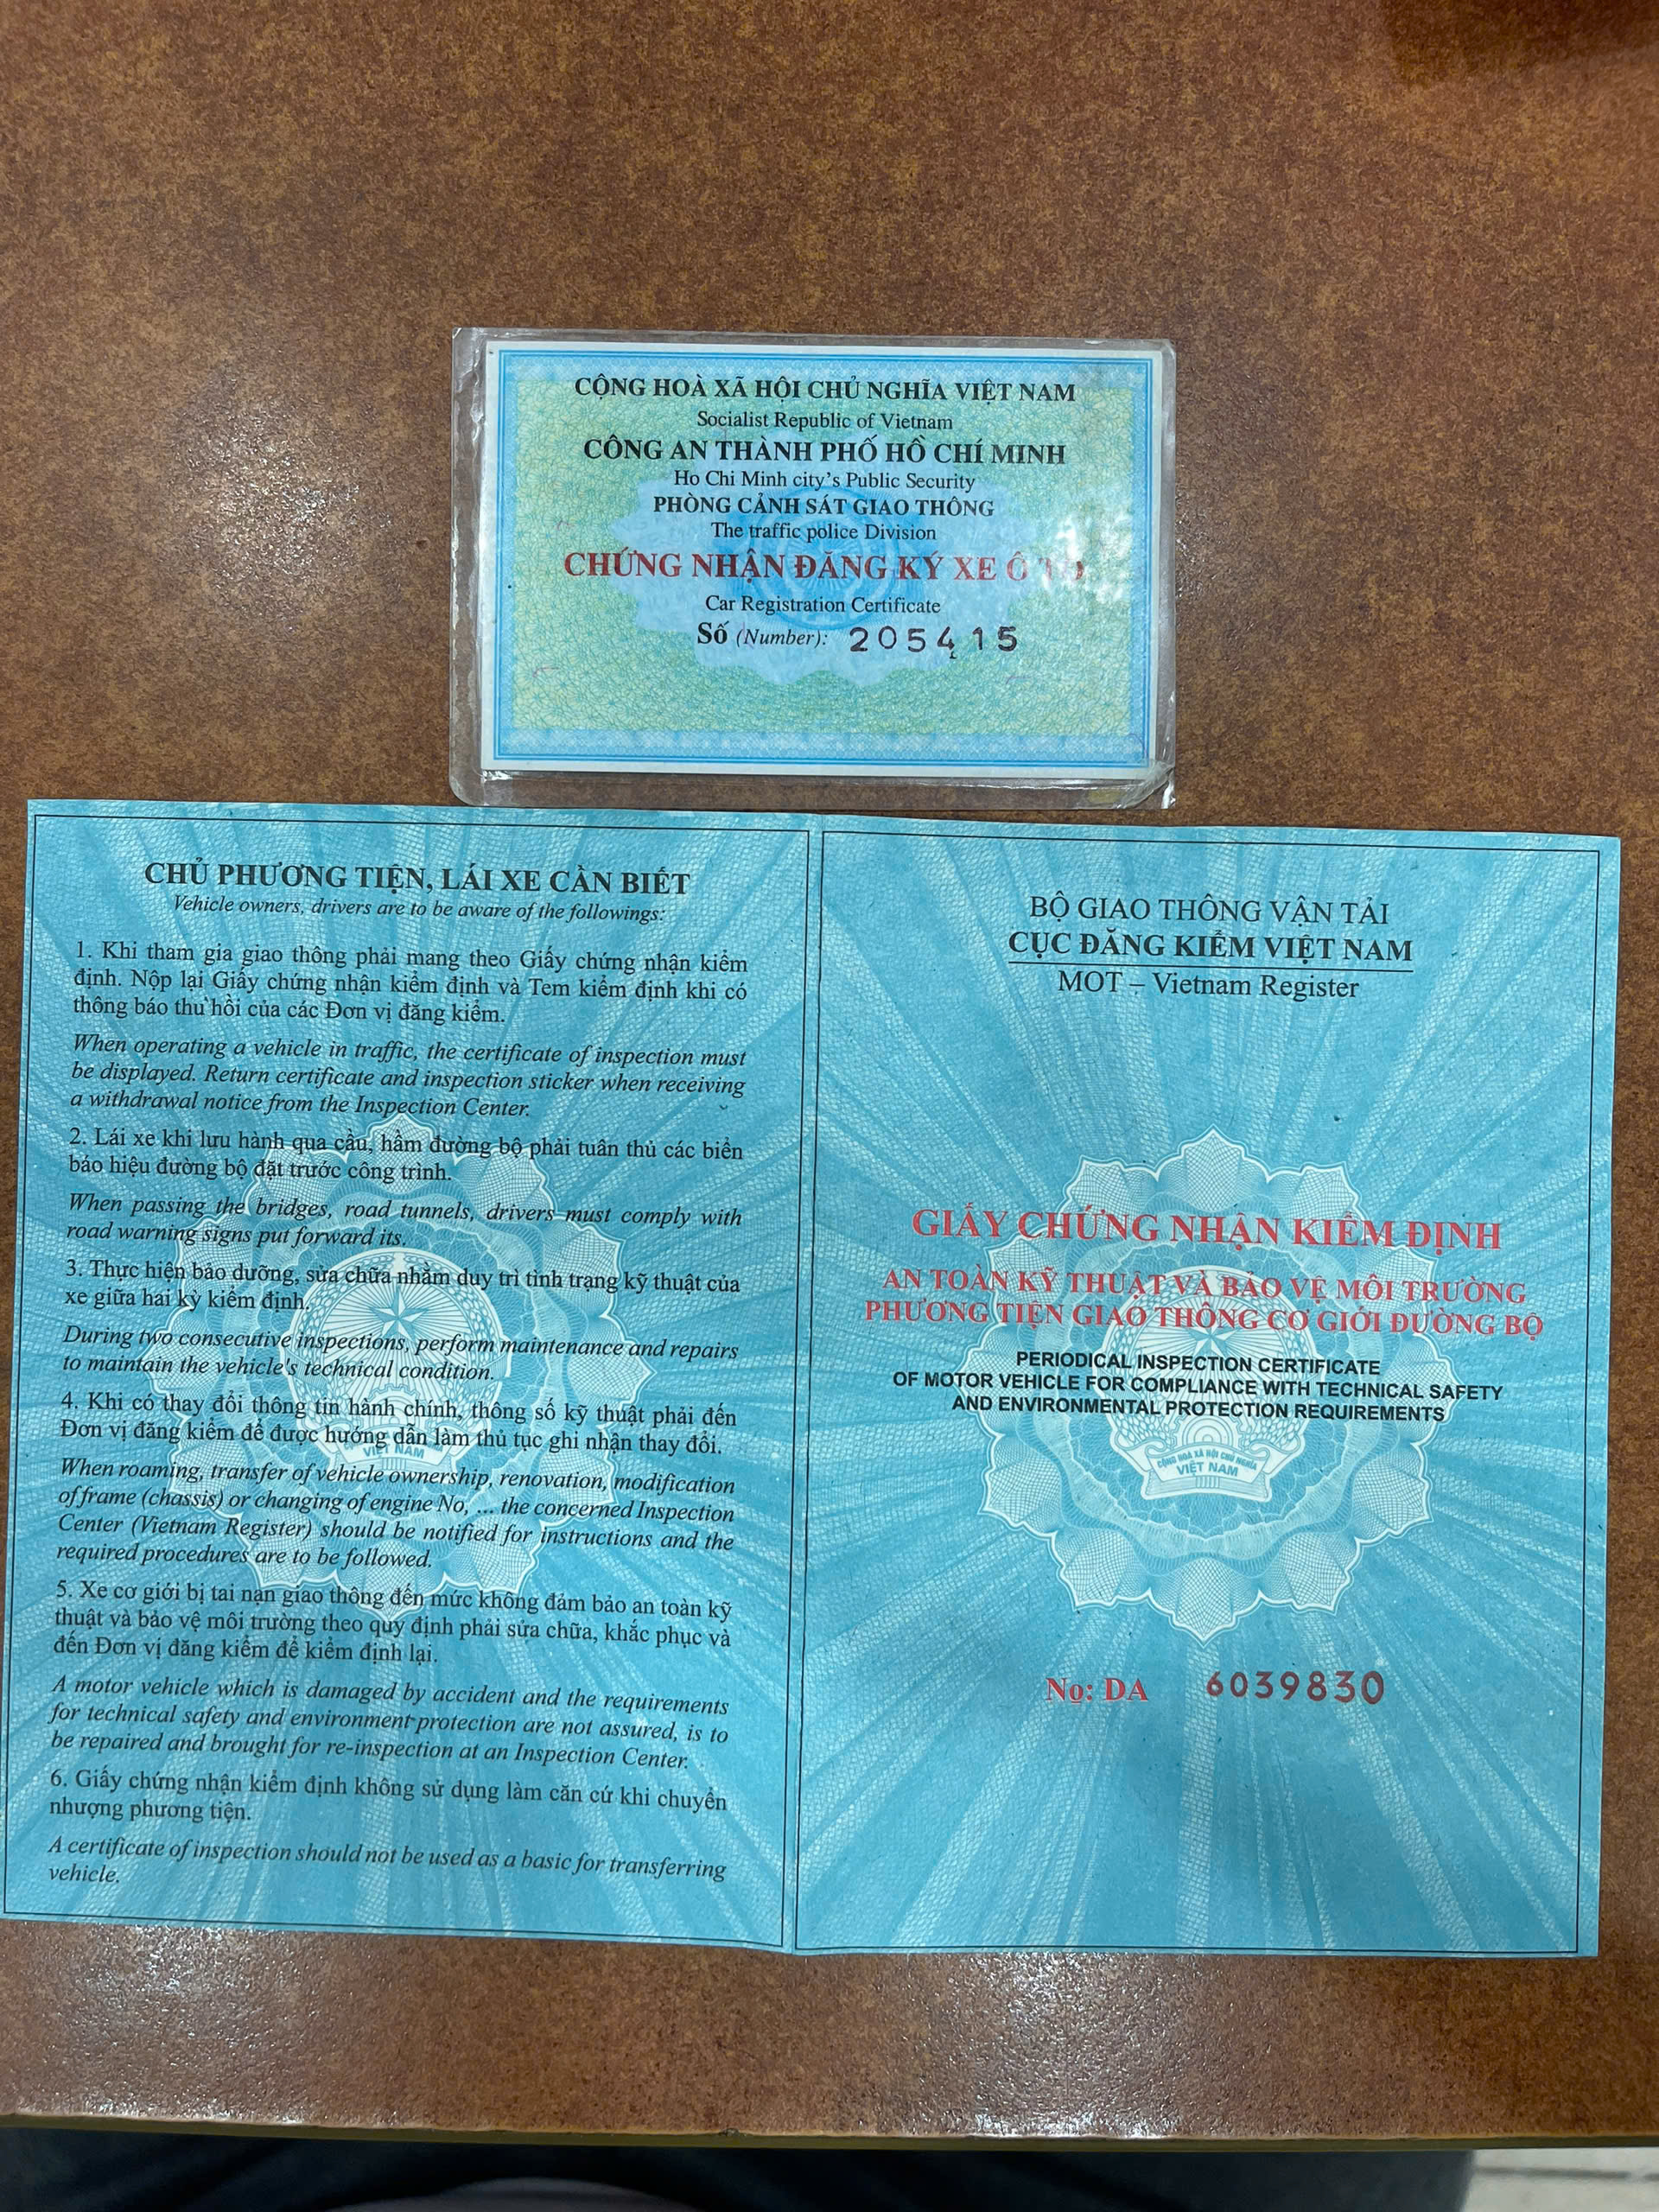 CỘNG HOÀ XÃ HỘI CHỦ NGHĨA VIỆT NAM
Socialist Republic of Vietnam
CÔNG AN THÀNH PHỐ HỒ CHÍ MINH
Ho Chi Minh city's Public Security
PHÒNG CẢNH SÁT GIAO THÔNG
The traffic police Division
CHỨNG NHẬN ĐĂNG KÝ XE Ô TÔ
Car Registration Certificate
Số (Number): 205415
CHỦ PHƯƠNG TIỆN, LÁI XE CẦN BIẾT
Vehicle owners, drivers are to be aware of the followings:
1. Khi tham gia giao thông phải mang theo Giấy chứng nhận kiểm
định. Nộp lại Giấy chứng nhận kiểm định và Tem kiểm định khi có
thông báo thu hồi của các Đơn vị đăng kiểm.
When operating a vehicle in traffic, the certificate of inspection must
be displayed. Return certificate and inspection sticker when receiving
a withdrawal notice from the Inspection Center.
2. Lái xe khi lưu hành qua cầu, hầm đường bộ phải tuân thủ các biển
báo hiệu đường bộ đặt trước công trình.
When passing the bridges, road tunnels, drivers must comply with
road warning signs put forward its.
3. Thực hiện bảo dưỡng, sửa chữa nhằm duy trì tình trạng kỹ thuật của
xe giữa hai kỳ kiểm định.
During two consecutive inspections, perform maintenance and repairs
to maintain the vehicle's technical condition.
4. Khi có thay đổi thông tin hành chính, thông số kỹ thuật phải đến
Đơn vị đăng kiểm để được hướng dẫn làm thủ tục ghi nhận thay đổi.
When roaming, transfer of vehicle ownership, renovation, modification
of frame (chassis) or changing of engine No, ... the concerned Inspection
Center (Vietnam Register) should be notified for instructions and the
required procedures are to be followed.
5. Xe cơ giới bị tai nạn giao thông đến mức không đảm bảo an toàn kỹ
thuật và bảo vệ môi trường theo quy định phải sửa chữa, khắc phục và
đến Đơn vị đăng kiểm để kiểm định lại.
A motor vehicle which is damaged by accident and the requirements
for technical safety and environment protection are not assured, is to
be repaired and brought for re-inspection at an Inspection Center.
6. Giấy chứng nhận kiểm định không sử dụng làm căn cứ khi chuyển
nhượng phương tiện.
A certificate of inspection should not be used as a basic for transferring
vehicle.
VIỆT NAM
BỘ GIAO THÔNG VẬN TẢI
CỤC ĐĂNG KIỂM VIỆT NAM
MOT – Vietnam Register
GIẤY CHỨNG NHẬN KIỂM ĐỊNH
AN TOÀN KỸ THUẬT VÀ BẢO VỆ MÔI TRƯỜNG
PHƯƠNG TIỆN GIAO THÔNG CƠ GIỚI ĐƯỜNG BỘ
PERIODICAL INSPECTION CERTIFICATE
OF MOTOR VEHICLE FOR COMPLIANCE WITH TECHNICAL SAFETY
AND ENVIRONMENTAL PROTECTION REQUIREMENTS
CỘNG HOÀ XÃ HỘI CHỦ NGHĨA
VIỆT NAM
No: DA 6039830